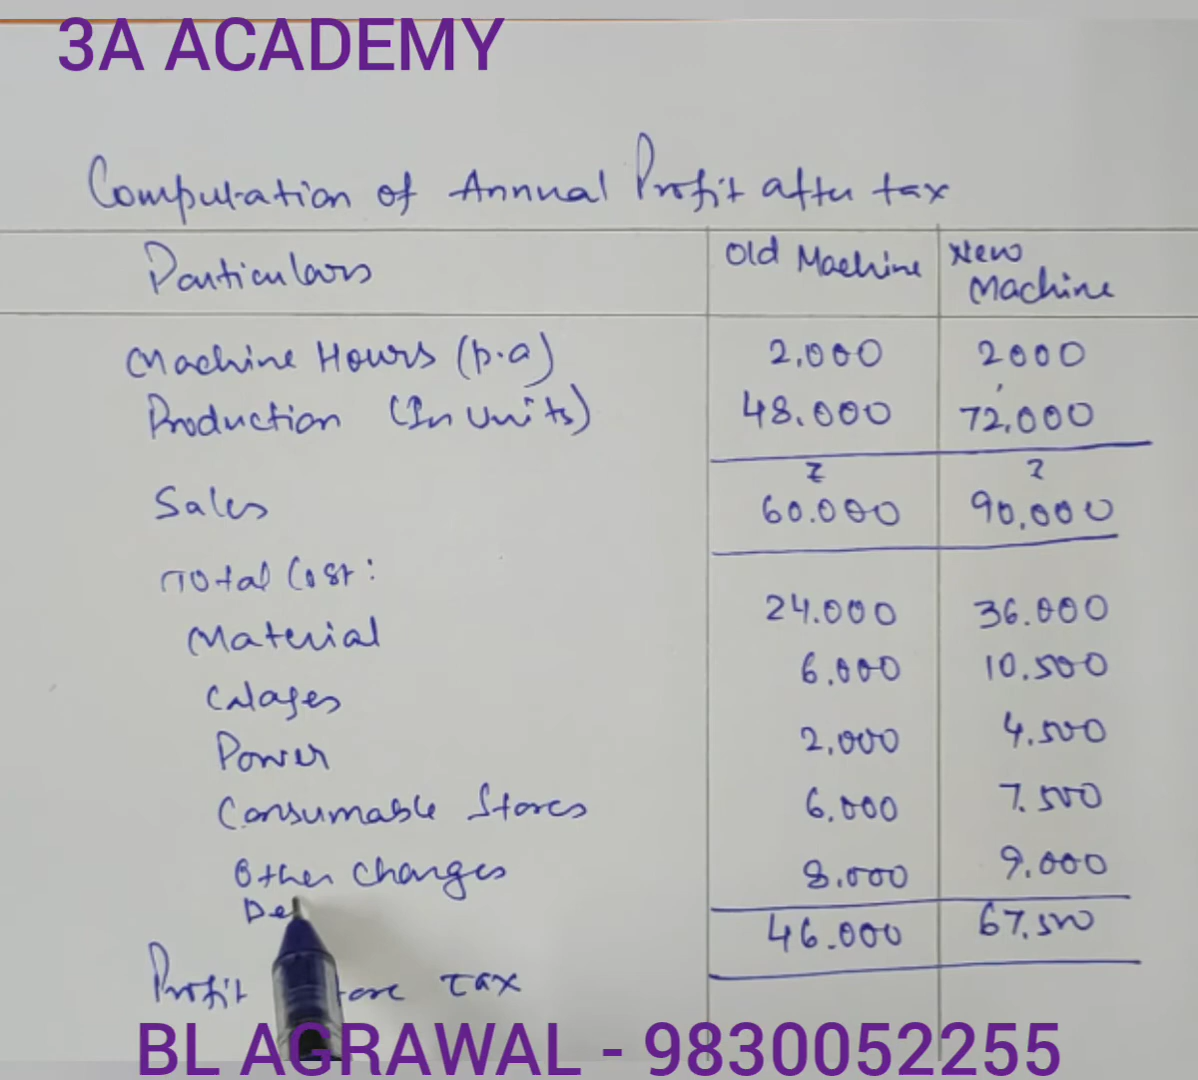 3A ACADEMY
Computation of Annual Profit after tax
Particulars Old Machine New Machine
Machine Hours (p.a) 2,000 2000
Production (In Units) 48.000 72,000
₹ ₹
Sales 60.000 90,000
Total Cost:
Material 24.000 36.000
Wages 6.000 10.500
Power 2,000 4.500
Consumable Stores 6.000 7.500
Other Charges 8.000 9.000
De
46.000 67.500
Profit tax
BL AGRAWAL - 9830052255